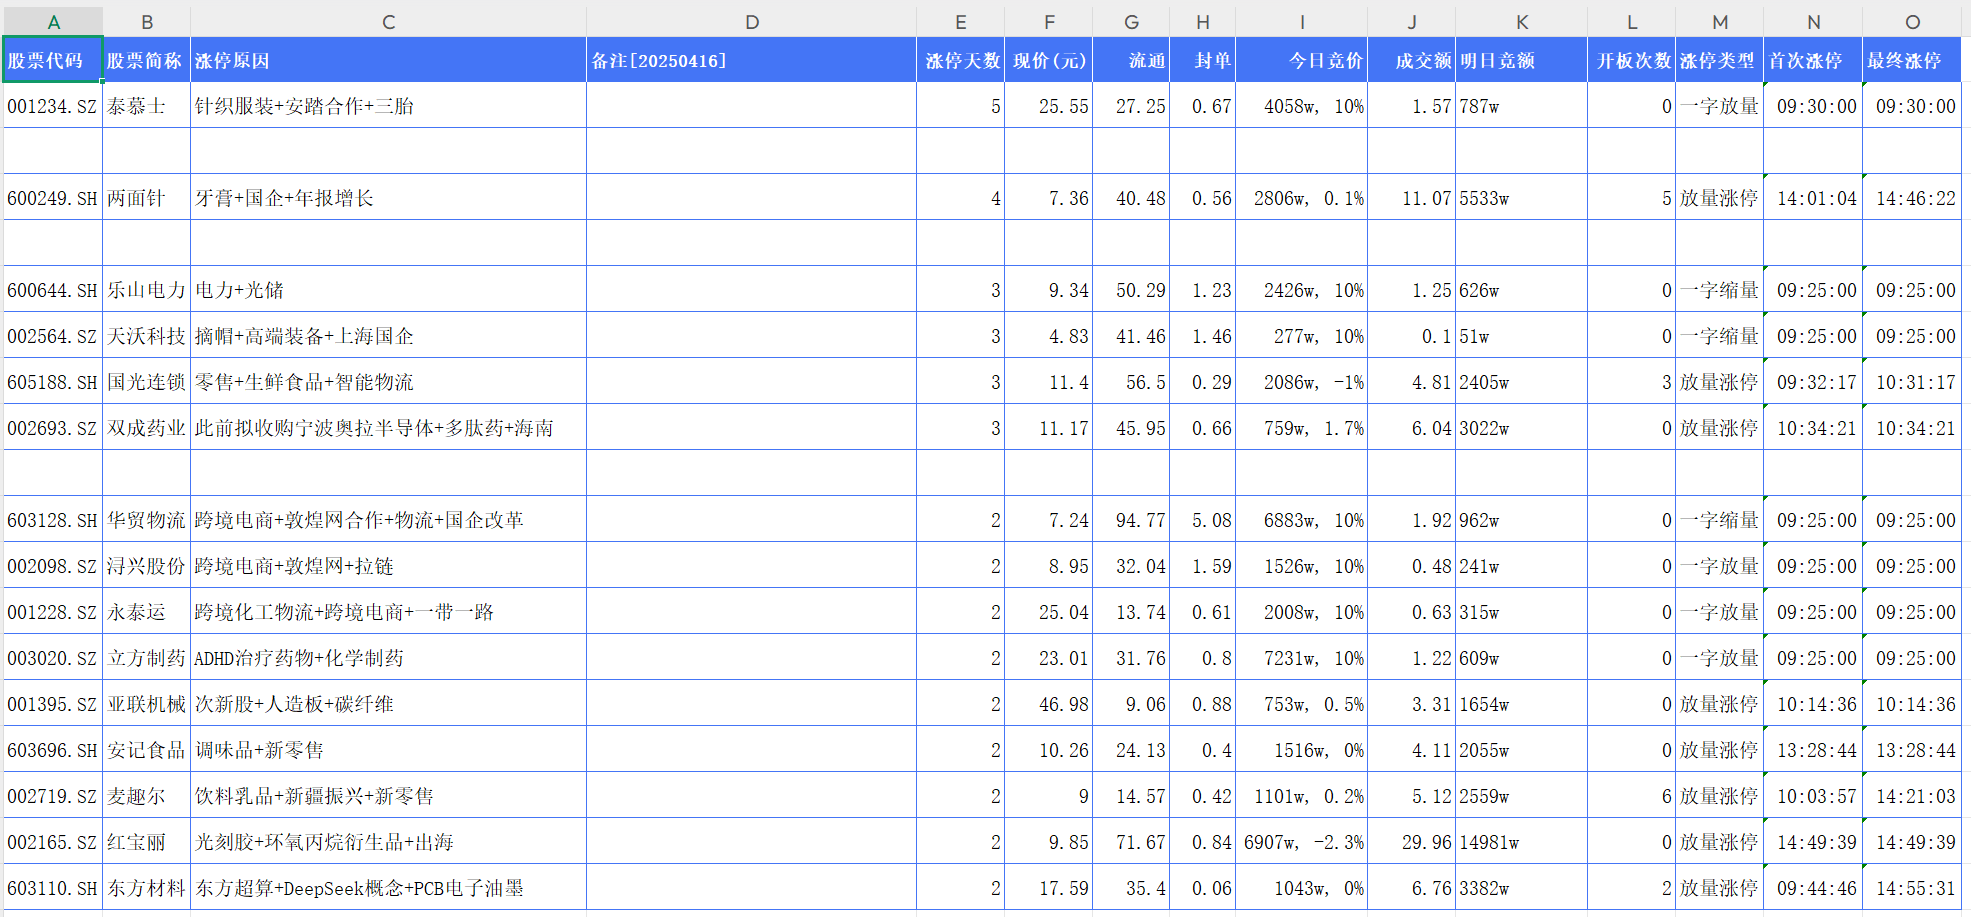 A B C D E F G H I J K L M N O
股票代码 股票简称 涨停原因 备注[20250416] 涨停天数 现价(元) 流通 封单 今日竞价 成交额 明日竞额 开板次数 涨停类型 首次涨停 最终涨停
001234.SZ 泰慕士 针织服装+安踏合作+三胎 5 25.55 27.25 0.67 4058w, 10% 1.57 787w 0 一字放量 09:30:00 09:30:00
600249.SH 两面针 牙膏+国企+年报增长 4 7.36 40.48 0.56 2806w, 0.1% 11.07 5533w 5 放量涨停 14:01:04 14:46:22
600644.SH 乐山电力 电力+光储 3 9.34 50.29 1.23 2426w, 10% 1.25 626w 0 一字缩量 09:25:00 09:25:00
002564.SZ 天沃科技 摘帽+高端装备+上海国企 3 4.83 41.46 1.46 277w, 10% 0.1 51w 0 一字缩量 09:25:00 09:25:00
605188.SH 国光连锁 零售+生鲜食品+智能物流 3 11.4 56.5 0.29 2086w, -1% 4.81 2405w 3 放量涨停 09:32:17 10:31:17
002693.SZ 双成药业 此前拟收购宁波奥拉半导体+多肽药+海南 3 11.17 45.95 0.66 759w, 1.7% 6.04 3022w 0 放量涨停 10:34:21 10:34:21
603128.SH 华贸物流 跨境电商+敦煌网合作+物流+国企改革 2 7.24 94.77 5.08 6883w, 10% 1.92 962w 0 一字缩量 09:25:00 09:25:00
002098.SZ 浔兴股份 跨境电商+敦煌网+拉链 2 8.95 32.04 1.59 1526w, 10% 0.48 241w 0 一字放量 09:25:00 09:25:00
001228.SZ 永泰运 跨境化工物流+跨境电商+一带一路 2 25.04 13.74 0.61 2008w, 10% 0.63 315w 0 一字放量 09:25:00 09:25:00
003020.SZ 立方制药 ADHD治疗药物+化学制药 2 23.01 31.76 0.8 7231w, 10% 1.22 609w 0 一字放量 09:25:00 09:25:00
001395.SZ 亚联机械 次新股+人造板+碳纤维 2 46.98 9.06 0.88 753w, 0.5% 3.31 1654w 0 放量涨停 10:14:36 10:14:36
603696.SH 安记食品 调味品+新零售 2 10.26 24.13 0.4 1516w, 0% 4.11 2055w 0 放量涨停 13:28:44 13:28:44
002719.SZ 麦趣尔 饮料乳品+新疆振兴+新零售 2 9 14.57 0.42 1101w, 0.2% 5.12 2559w 6 放量涨停 10:03:57 14:21:03
002165.SZ 红宝丽 光刻胶+环氧丙烷衍生品+出海 2 9.85 71.67 0.84 6907w, -2.3% 29.96 14981w 0 放量涨停 14:49:39 14:49:39
603110.SH 东方材料 东方超算+DeepSeek概念+PCB电子油墨 2 17.59 35.4 0.06 1043w, 0% 6.76 3382w 2 放量涨停 09:44:46 14:55:31